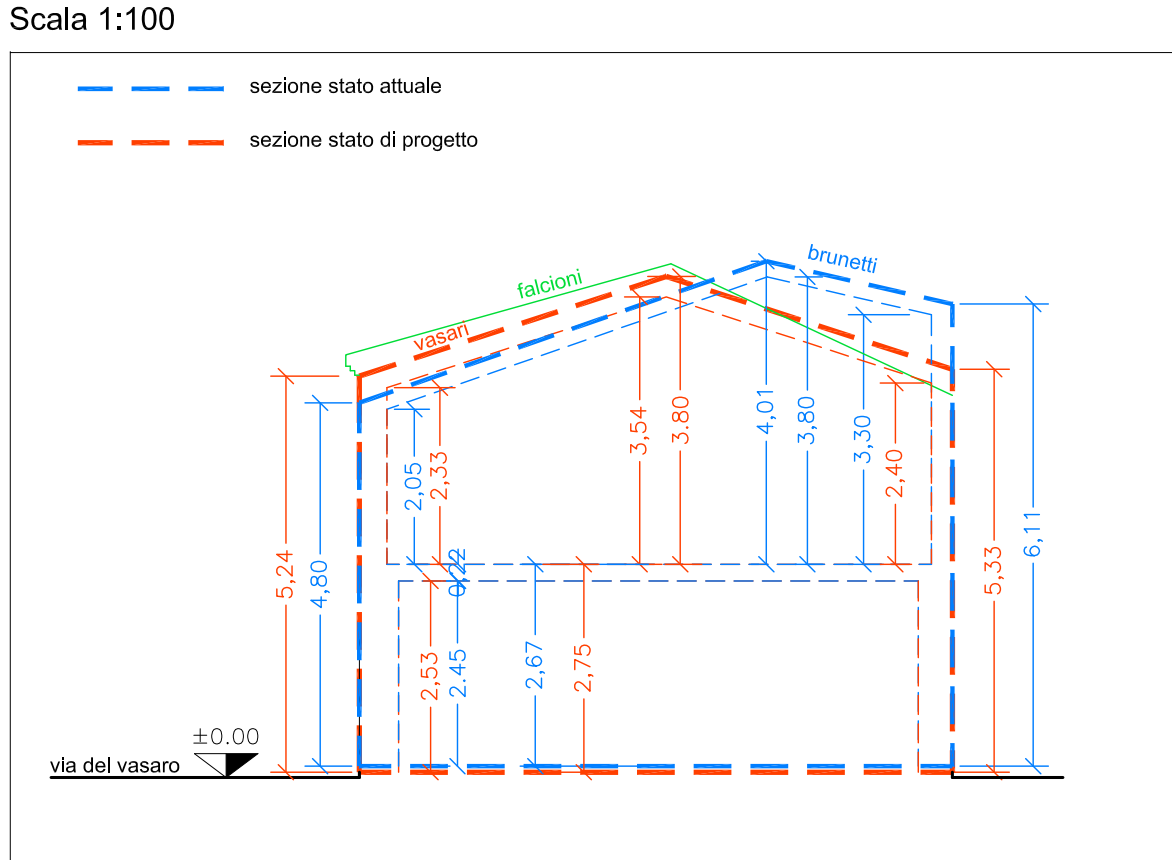 Scala 1:100
sezione stato attuale
sezione stato di progetto
brunetti
falcioni
vasari
3,54
3.80
4,01
3,80
3,30
2,40
2,05
2,33
5,24
4,80
0,22
6,11
5,33
2,53
2.45
2,67
2,75
±0.00
via del vasaro